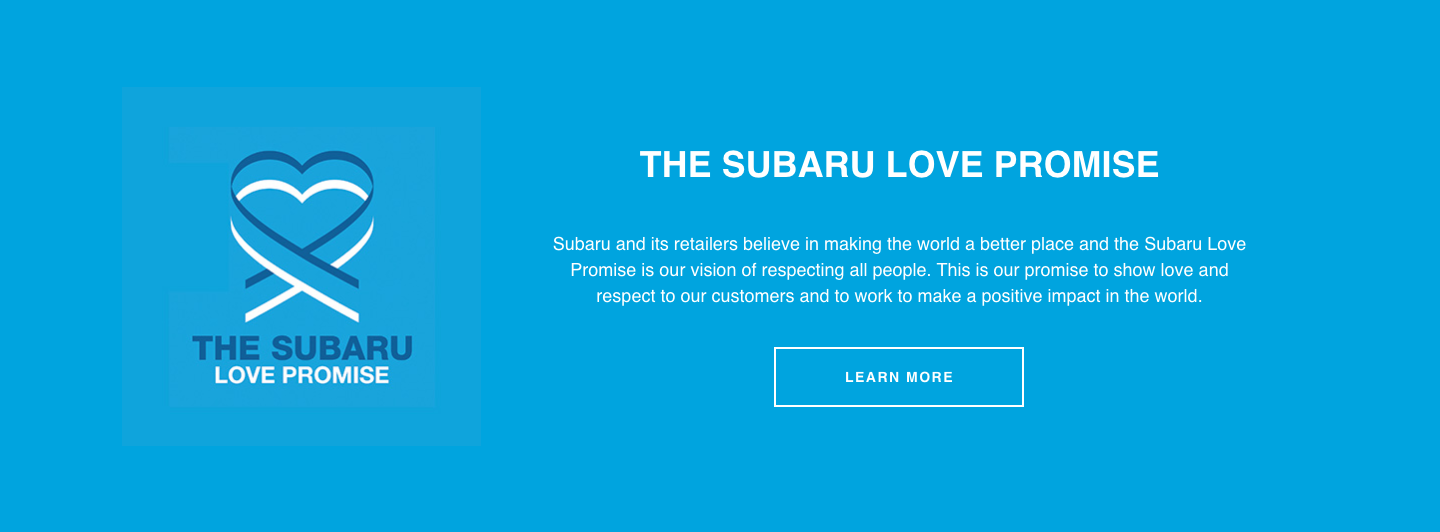 THE SUBARU
LOVE PROMISE
THE SUBARU LOVE PROMISE
Subaru and its retailers believe in making the world a better place and the Subaru Love
Promise is our vision of respecting all people. This is our promise to show love and
respect to our customers and to work to make a positive impact in the world.
LEARN MORE